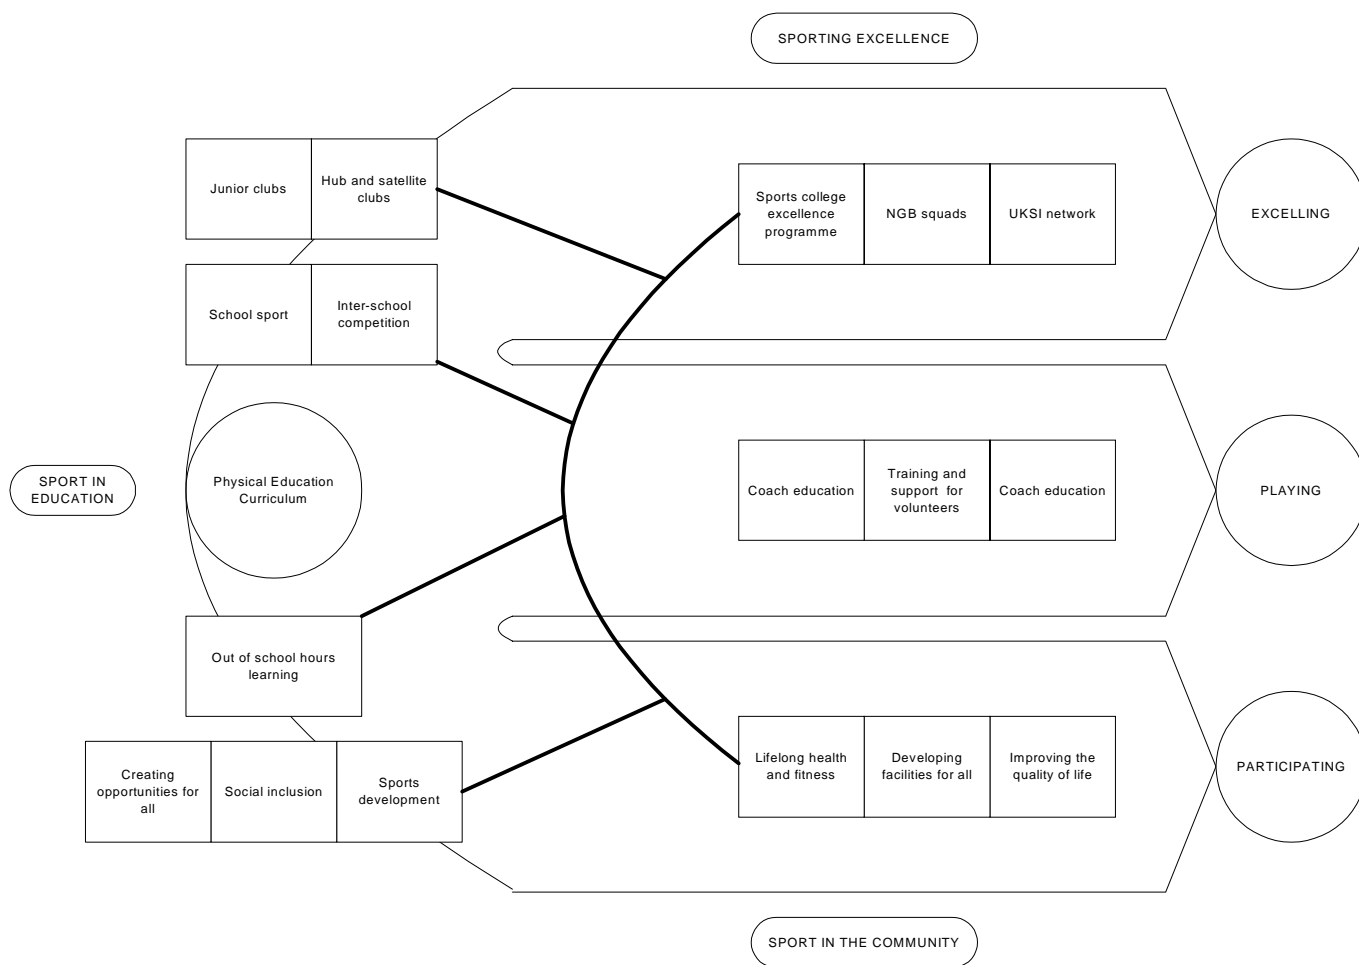 SPORTING EXCELLENCE
Junior clubs
Hub and satellite
clubs
Sports college
excellence
programme
NGB squads
UKSI network
EXCELLING
School sport
Inter-school
competition
SPORT IN
EDUCATION
Physical Education
Curriculum
Coach education
Training and
support for
volunteers
Coach education
PLAYING
Out of school hours
learning
Creating
opportunities for
all
Social inclusion
Sports
development
Lifelong health
and fitness
Developing
facilities for all
Improving the
quality of life
PARTICIPATING
SPORT IN THE COMMUNITY